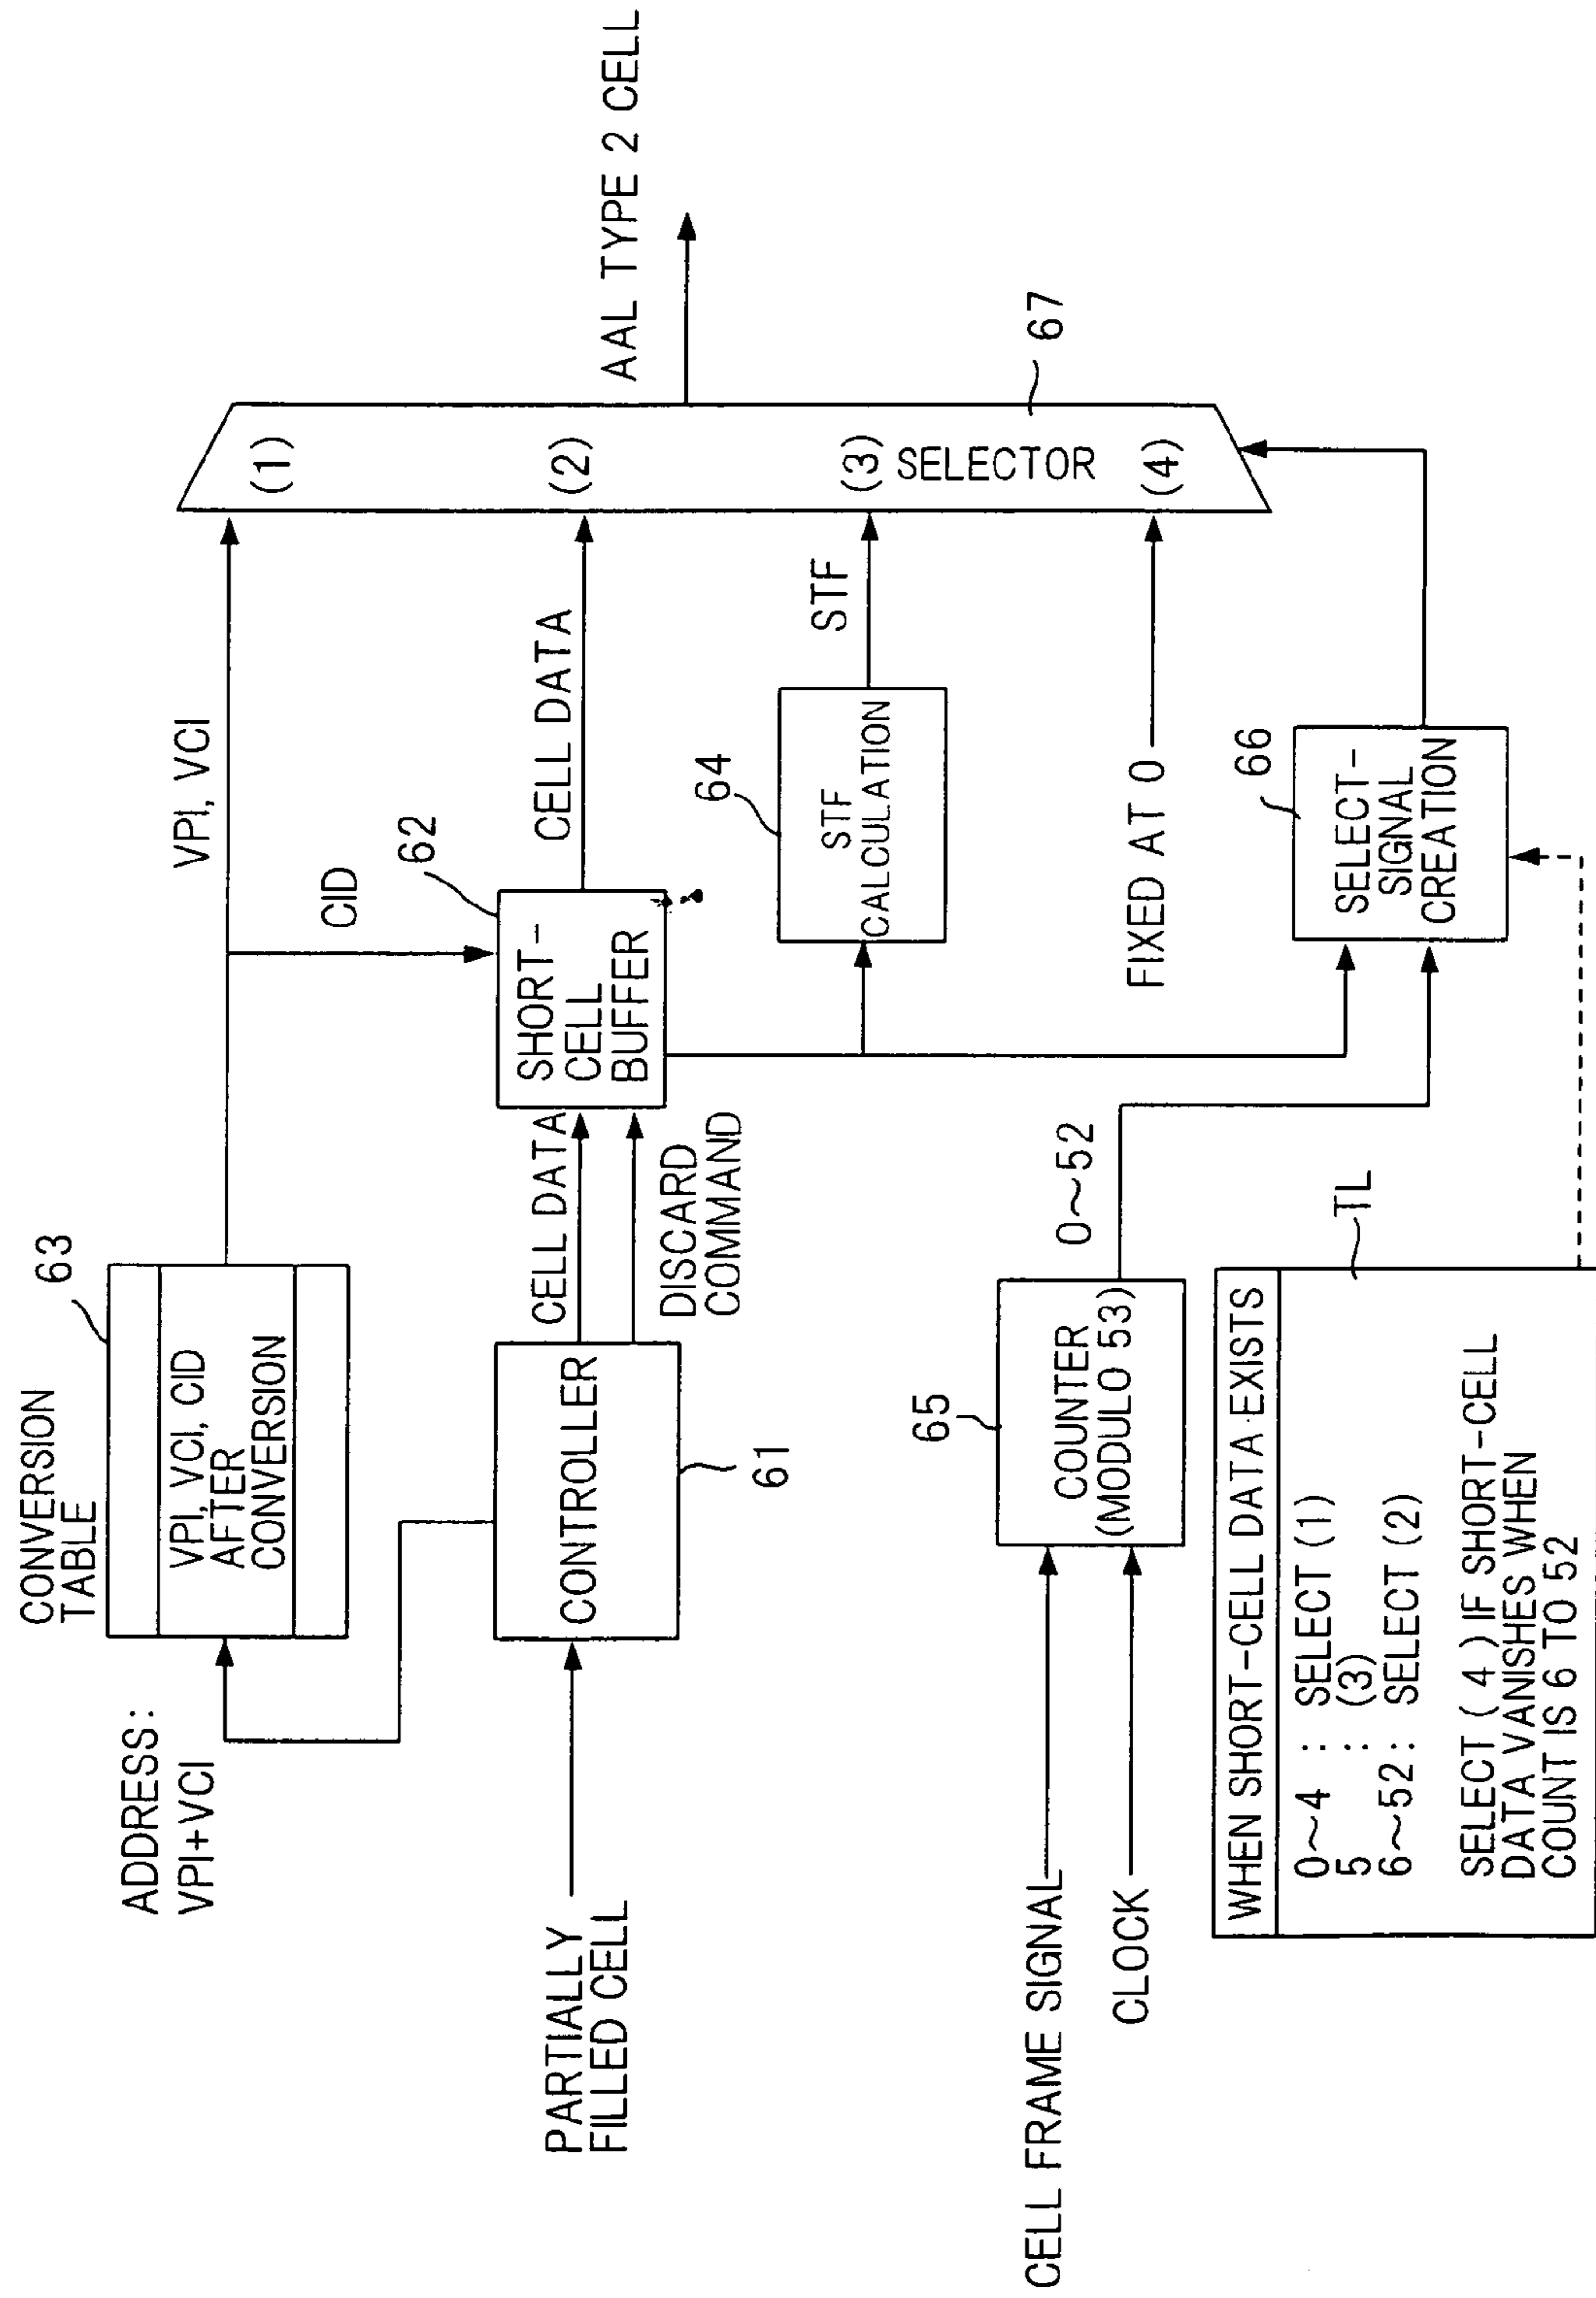 CONVERSION
TABLE
63
ADDRESS:
VPI+VCI
VPI, VCI, CID
AFTER
CONVERSION
VPI, VCI
CID
PARTIALLY
FILLED CELL
CONTROLLER
61
CELL DATA
DISCARD
COMMAND
SHORT-
CELL
BUFFER
62
CELL DATA
64
STF
CALCULATION
STF
FIXED AT 0
(1)
(2)
(3) SELECTOR
(4)
67
AAL TYPE 2 CELL
CELL FRAME SIGNAL
CLOCK
65
COUNTER
(MODULO 53)
0~52
66
SELECT-
SIGNAL
CREATION
TL
WHEN SHORT-CELL DATA EXISTS
0~4 : SELECT (1)
5 : (3)
6~52: SELECT (2)
SELECT (4) IF SHORT-CELL
DATA VANISHES WHEN
COUNT IS 6 TO 52